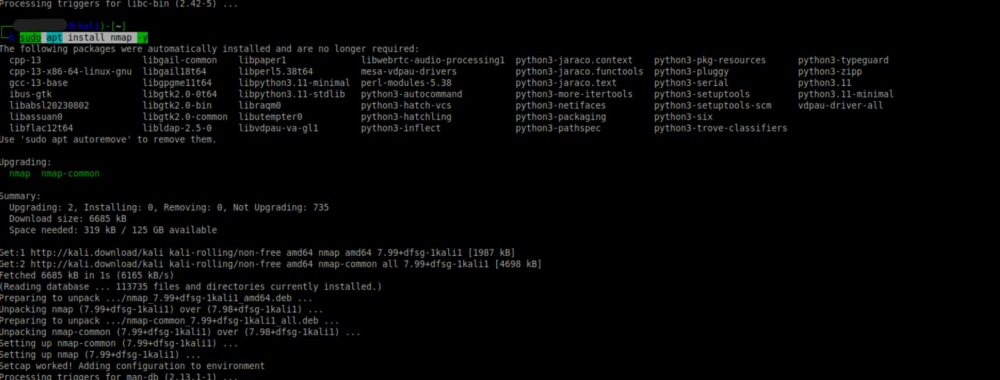 Processing triggers for libc-bin (2.42-5) ...
kali)-[~]
$ sudo apt install nmap -y
The following packages were automatically installed and are no longer required:
cpp-13 libgail-common libpaper1 libwebrtc-audio-processing1 python3-jaraco.context python3-pkg-resources python3-typeguard
cpp-13-x86-64-linux-gnu libgail18t64 libperl5.38t64 mesa-vdpau-drivers python3-jaraco.functools python3-pluggy python3-zipp
gcc-13-base libgpgme11t64 libpython3.11-minimal perl-modules-5.38 python3-jaraco.text python3-serial python3.11
ibus-gtk libgtk2.0-0t64 libpython3.11-stdlib python3-autocommand python3-more-itertools python3-setuptools python3.11-minimal
libabsl20230802 libgtk2.0-bin libraqm0 python3-hatch-vcs python3-netifaces python3-setuptools-scm vdpau-driver-all
libassuan0 libgtk2.0-common libutempter0 python3-hatchling python3-packaging python3-six
libflac12t64 libldap-2.5-0 libvdpau-va-gl1 python3-inflect python3-pathspec python3-trove-classifiers
Use 'sudo apt autoremove' to remove them.
Upgrading:
nmap nmap-common
Summary:
Upgrading: 2, Installing: 0, Removing: 0, Not Upgrading: 735
Download size: 6685 kB
Space needed: 319 kB / 125 GB available
Get:1 http://kali.download/kali kali-rolling/non-free amd64 nmap amd64 7.99+dfsg-1kali1 [1987 kB]
Get:2 http://kali.download/kali kali-rolling/non-free amd64 nmap-common all 7.99+dfsg-1kali1 [4698 kB]
Fetched 6685 kB in 1s (6165 kB/s)
(Reading database ... 113735 files and directories currently installed.)
Preparing to unpack .../nmap_7.99+dfsg-1kali1_amd64.deb ...
Unpacking nmap (7.99+dfsg-1kali1) over (7.98+dfsg-1kali1) ...
Preparing to unpack .../nmap-common_7.99+dfsg-1kali1_all.deb ...
Unpacking nmap-common (7.99+dfsg-1kali1) over (7.98+dfsg-1kali1) ...
Setting up nmap-common (7.99+dfsg-1kali1) ...
Setting up nmap (7.99+dfsg-1kali1) ...
Setcap worked! Adding configuration to environment
Processing triggers for man-db (2.13.1-1) ...